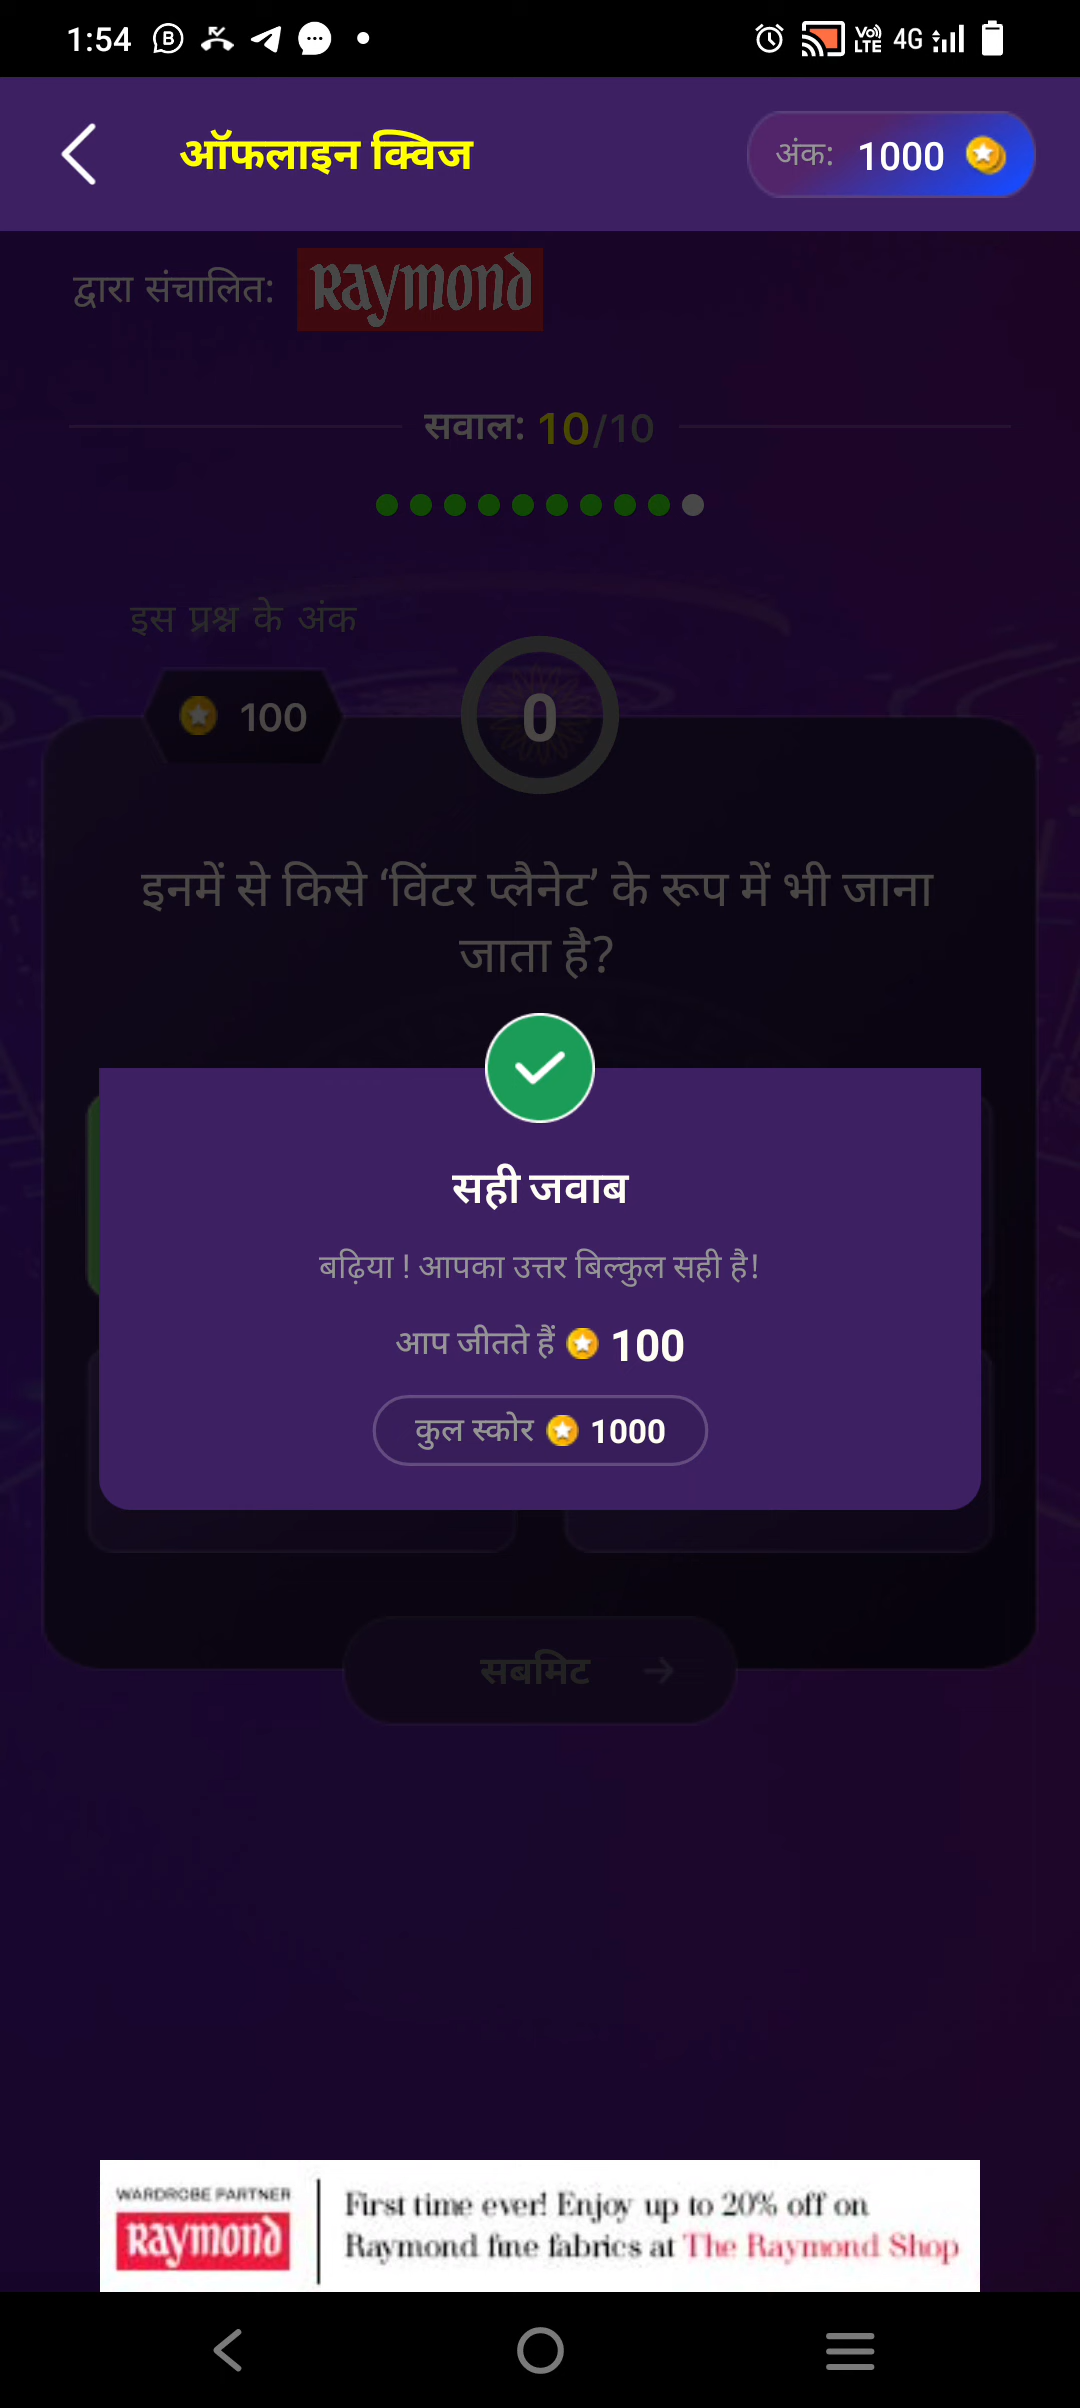 1:54
4G
VoLTE
ऑफलाइन क्विज
अंक: 1000
द्वारा संचालित: Raymond
सवाल: 10/10
इस प्रश्न के अंक
100
0
इनमें से किसे ‘विंटर प्लैनेट’ के रूप में भी जाना
जाता है?
सही जवाब
बढ़िया ! आपका उत्तर बिल्कुल सही है!
आप जीतते हैं 100
कुल स्कोर 1000
सबमिट
WARDROBE PARTNER
Raymond
First time ever! Enjoy up to 20% off on
Raymond fine fabrics at The Raymond Shop